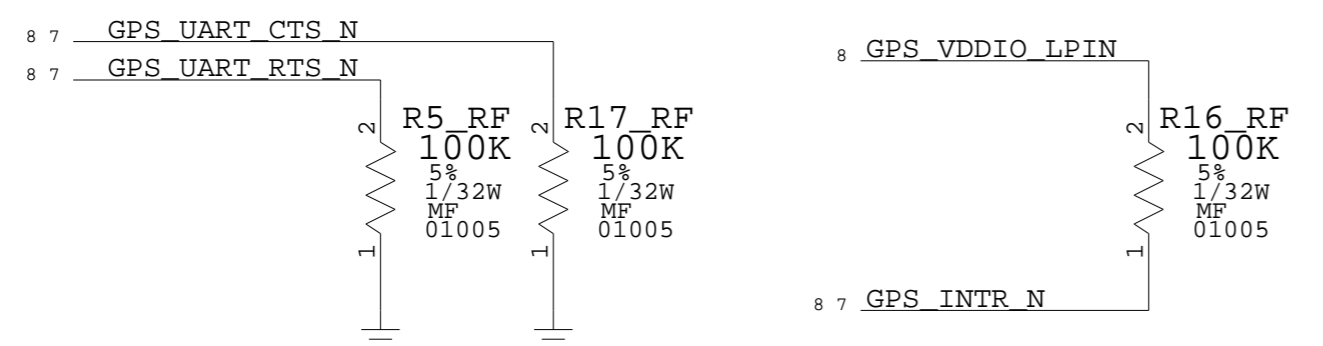 8 7 GPS_UART_CTS_N
8 7 GPS_UART_RTS_N
2
R5_RF
100K
5%
1/32W
MF
01005
1
2
R17_RF
100K
5%
1/32W
MF
01005
1
8 GPS_VDDIO_LPIN
2
R16_RF
100K
5%
1/32W
MF
01005
1
8 7 GPS_INTR_N